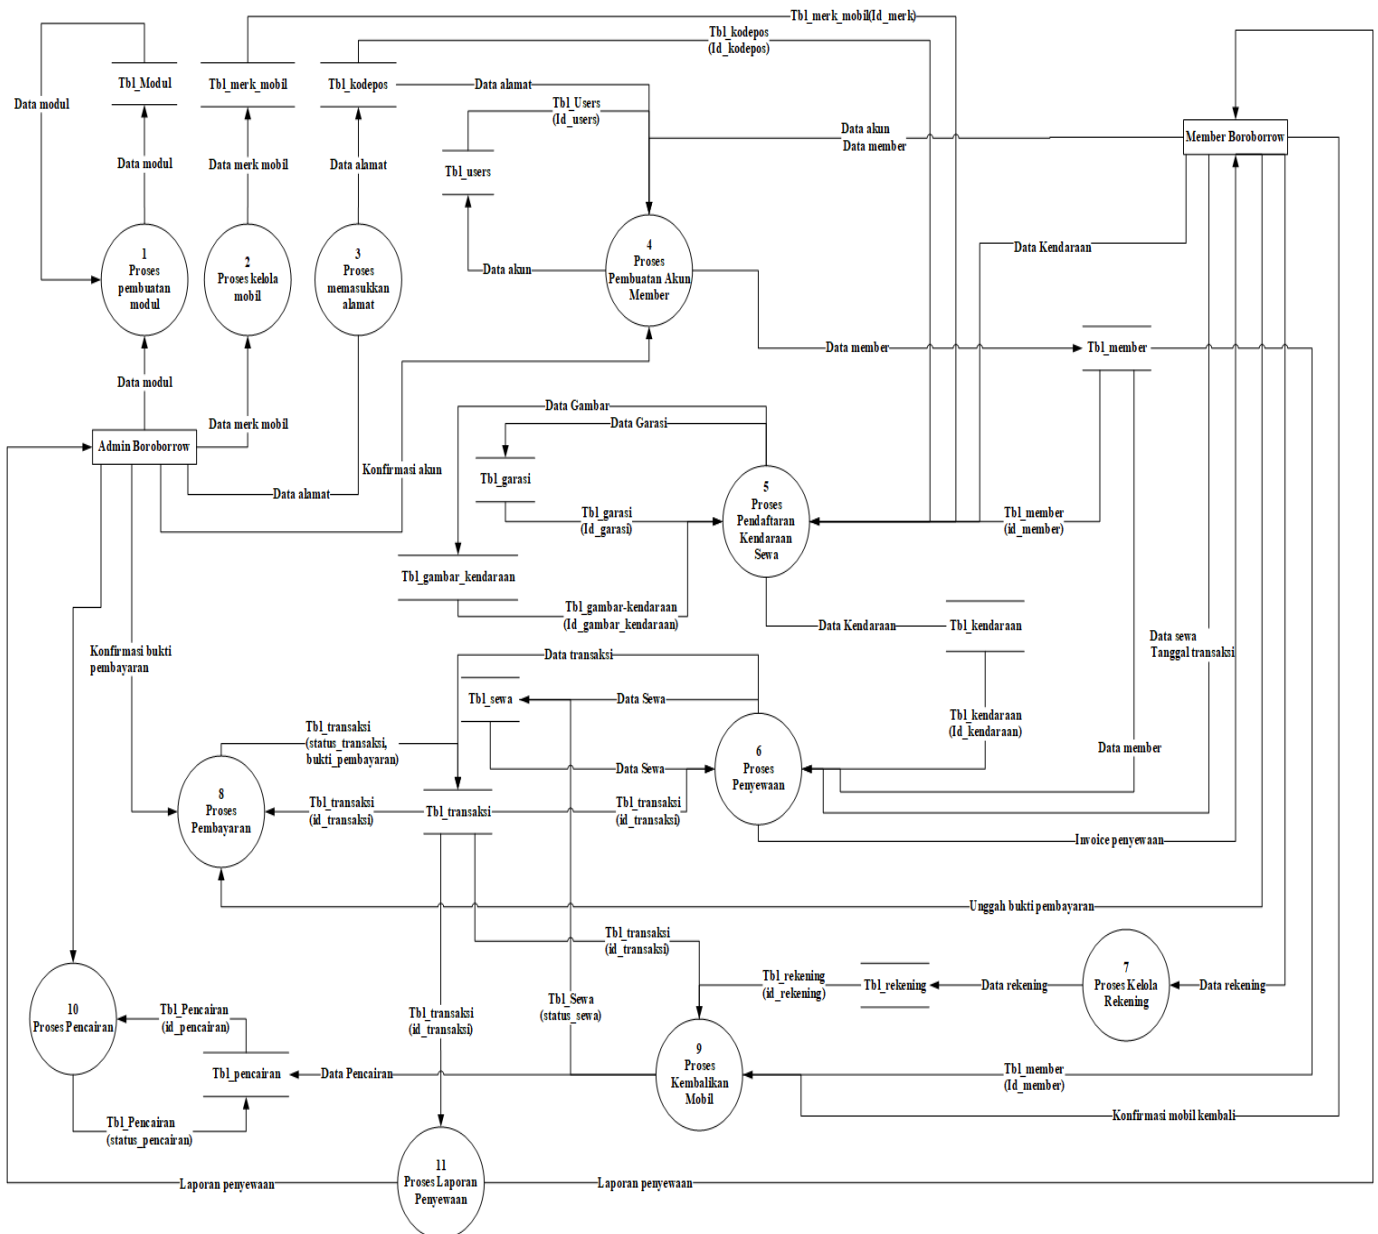 Tbl_merk_mobil(Id_merk)
Tbl_kodepos
(Id_kodepos)
Tbl_Modul
Tbl_merk_mobil
Tbl_kodepos
Data alamat
Data modul
Tbl_Users
(Id_users)
Data akun
Data member
Member Boroborrow
Data modul
Data merk mobil
Data alamat
Tbl_users
1
Proses
pembuatan
modul
2
Proses kelola
mobil
3
Proses
memasukkan
alamat
4
Proses
Pembuatan Akun
Member
Data akun
Data Kendaraan
Data member
Tbl_member
Data modul
Data merk mobil
Admin Boroborrow
Data Gambar
Data Garasi
Konfirmasi akun
Data alamat
Tbl_garasi
5
Proses
Pendaftaran
Kendaraan
Sewa
Tbl_garasi
(Id_garasi)
Tbl_member
(id_member)
Tbl_gambar_kendaraan
Tbl_gambar-kendaraan
(Id_gambar_kendaraan)
Data Kendaraan
Tbl_kendaraan
Konfirmasi bukti
pembayaran
Data sewa
Tanggal transaksi
Data transaksi
Tbl_sewa
Data Sewa
Tbl_kendaraan
(Id_kendaraan)
Tbl_transaksi
(status_transaksi,
bukti_pembayaran)
Data member
6
Proses
Penyewaan
Data Sewa
8
Proses
Pembayaran
Tbl_transaksi
(id_transaksi)
Tbl_transaksi
Tbl_transaksi
(id_transaksi)
Invoice penyewaan
Unggah bukti pembayaran
Tbl_transaksi
(id_transaksi)
7
Proses Kelola
Rekening
Tbl_rekening
(id_rekening)
Tbl_rekening
Data rekening
Data rekening
10
Proses Pencairan
Tbl_Pencairan
(id_pencairan)
Tbl_transaksi
(id_transaksi)
Tbl_Sewa
(status_sewa)
9
Proses
Kembalikan
Mobil
Tbl_pencairan
Data Pencairan
Tbl_member
(Id_member)
Tbl_Pencairan
(status_pencairan)
Konfirmasi mobil kembali
11
Proses Laporan
Penyewaan
Laporan penyewaan
Laporan penyewaan